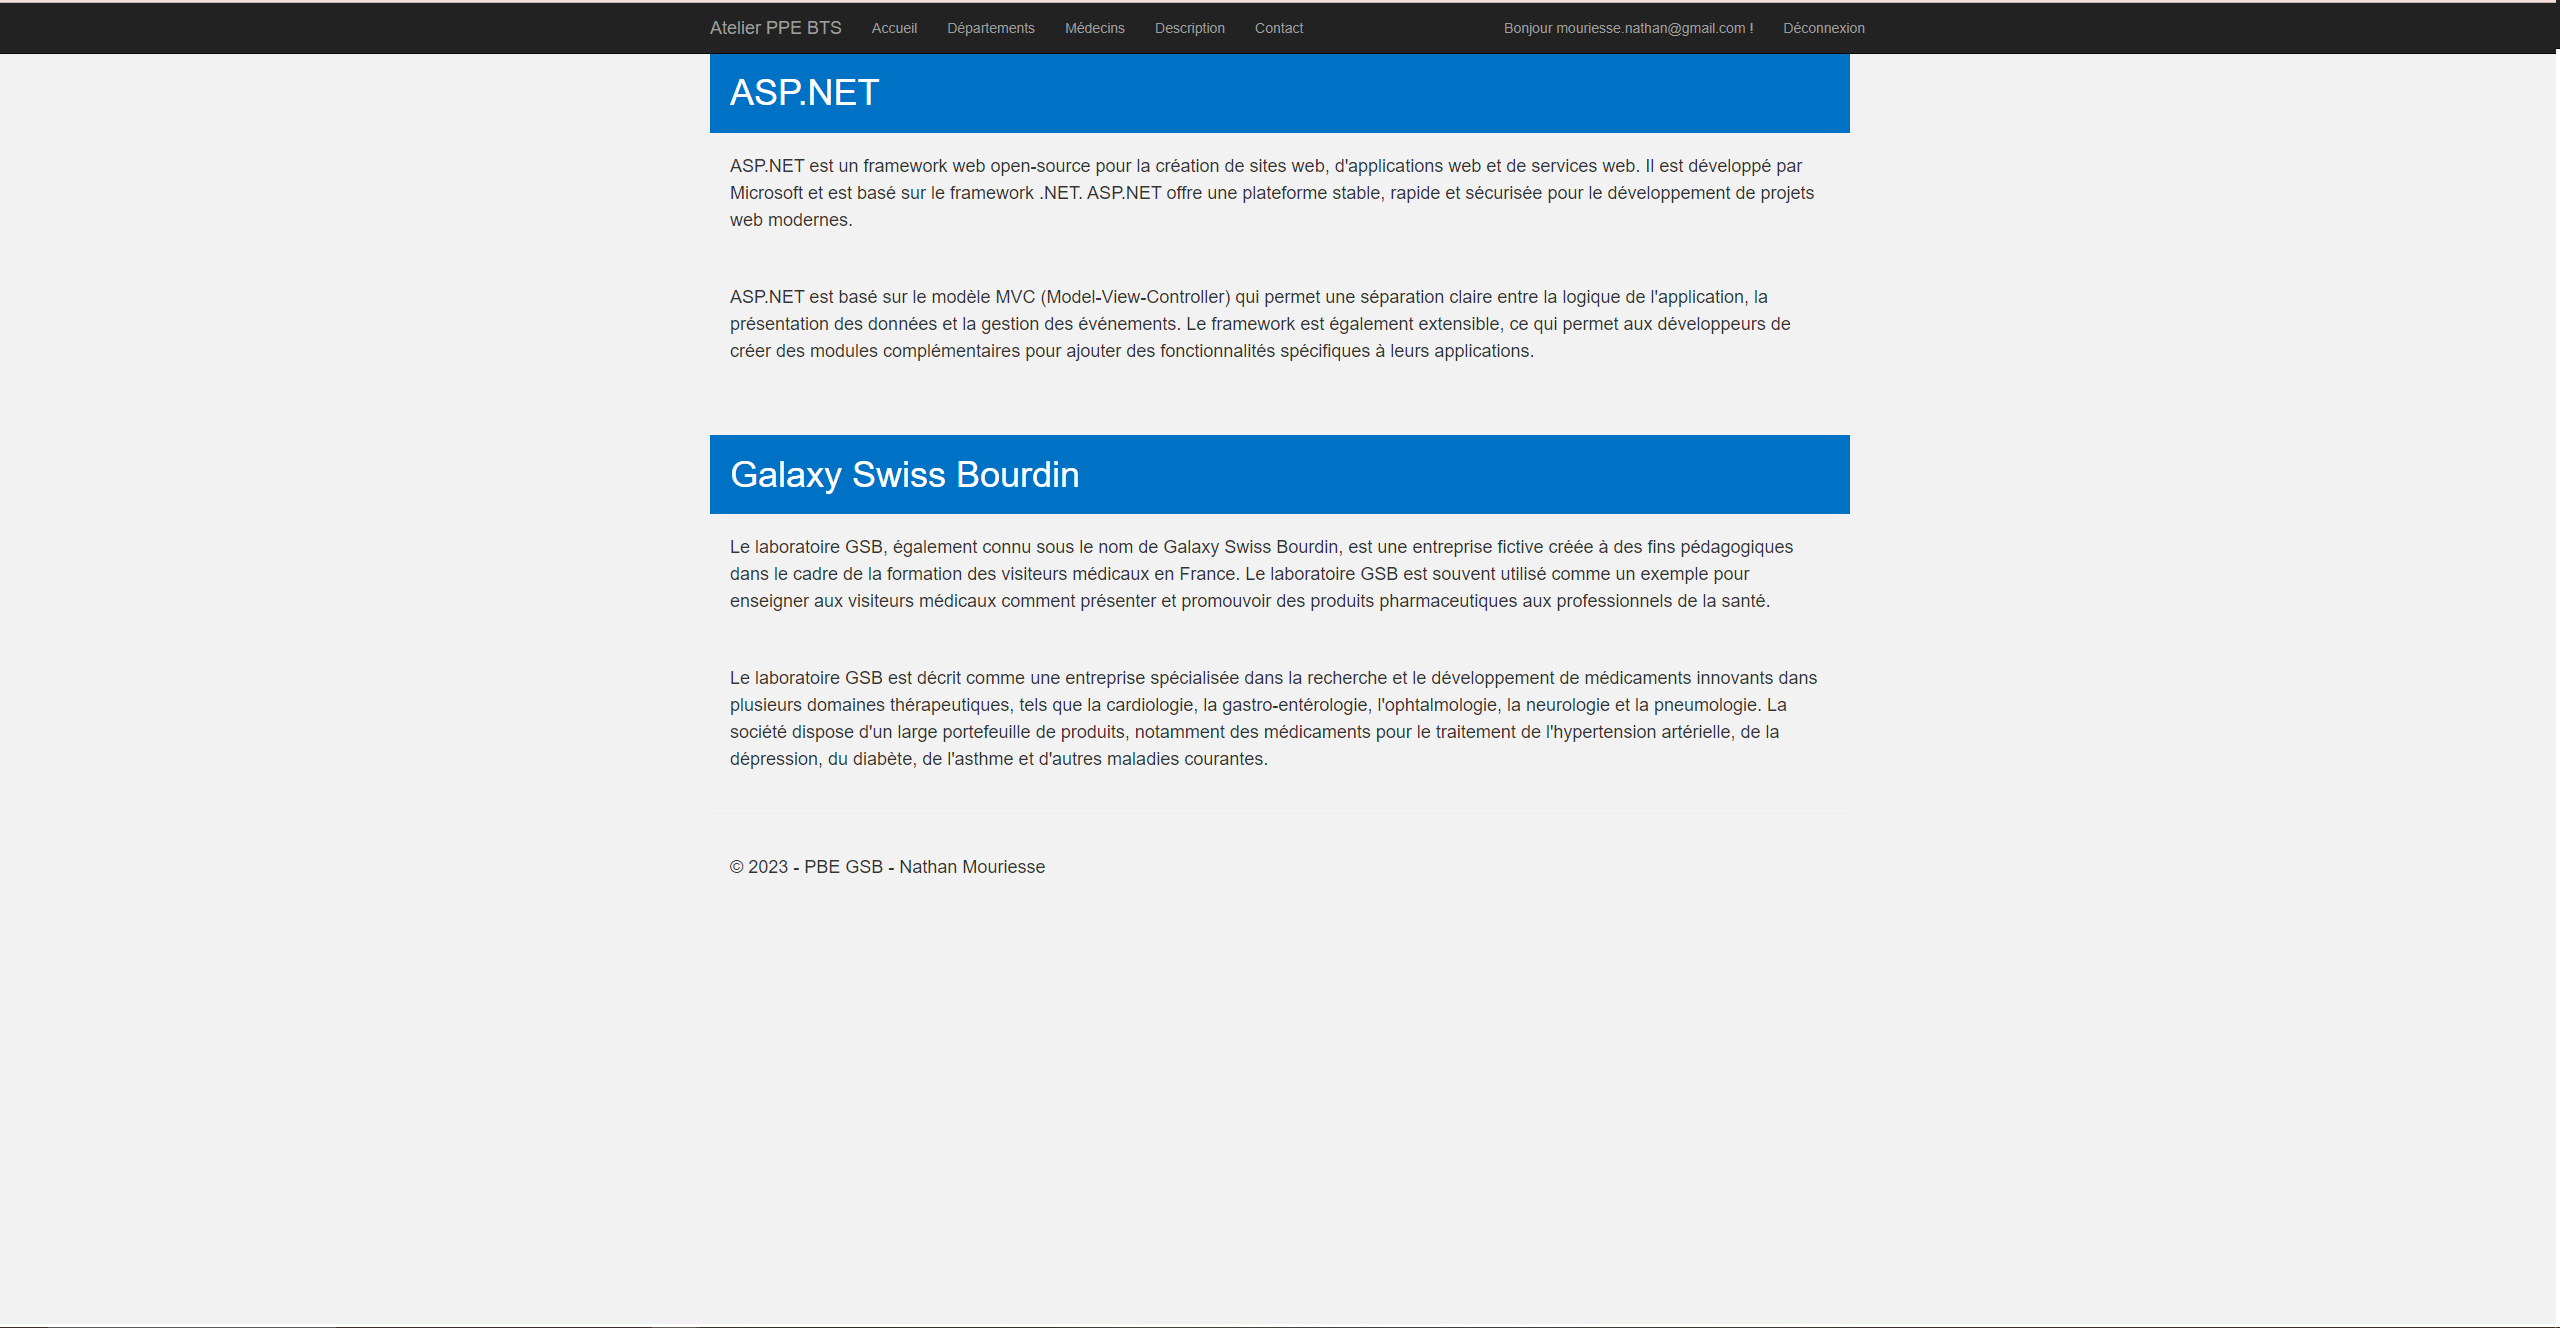 Atelier PPE BTS Accueil Départements Médecins Description Contact Bonjour mouriesse.nathan@gmail.com ! Déconnexion
ASP.NET
ASP.NET est un framework web open-source pour la création de sites web, d'applications web et de services web. Il est développé par
Microsoft et est basé sur le framework .NET. ASP.NET offre une plateforme stable, rapide et sécurisée pour le développement de projets
web modernes.
ASP.NET est basé sur le modèle MVC (Model-View-Controller) qui permet une séparation claire entre la logique de l'application, la
présentation des données et la gestion des événements. Le framework est également extensible, ce qui permet aux développeurs de
créer des modules complémentaires pour ajouter des fonctionnalités spécifiques à leurs applications.
Galaxy Swiss Bourdin
Le laboratoire GSB, également connu sous le nom de Galaxy Swiss Bourdin, est une entreprise fictive créée à des fins pédagogiques
dans le cadre de la formation des visiteurs médicaux en France. Le laboratoire GSB est souvent utilisé comme un exemple pour
enseigner aux visiteurs médicaux comment présenter et promouvoir des produits pharmaceutiques aux professionnels de la santé.
Le laboratoire GSB est décrit comme une entreprise spécialisée dans la recherche et le développement de médicaments innovants dans
plusieurs domaines thérapeutiques, tels que la cardiologie, la gastro-entérologie, l'ophtalmologie, la neurologie et la pneumologie. La
société dispose d'un large portefeuille de produits, notamment des médicaments pour le traitement de l'hypertension artérielle, de la
dépression, du diabète, de l'asthme et d'autres maladies courantes.
© 2023 - PBE GSB - Nathan Mouriesse